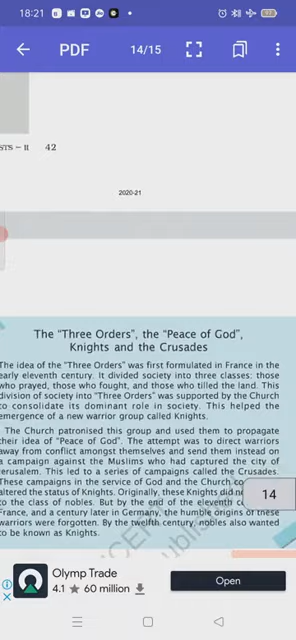 18:21
PDF 14/15
STS – II 42
2020-21
The "Three Orders", the "Peace of God",
Knights and the Crusades
The idea of the "Three Orders" was first formulated in France in the
early eleventh century. It divided society into three classes: those
who prayed, those who fought, and those who tilled the land. This
division of society into "Three Orders" was supported by the Church
to consolidate its dominant role in society. This helped the
emergence of a new warrior group called Knights.
The Church patronised this group and used them to propagate
their idea of "Peace of God". The attempt was to direct warriors
away from conflict amongst themselves and send them instead on
a campaign against the Muslims who had captured the city of
Jerusalem. This led to a series of campaigns called the Crusades.
These campaigns in the service of God and the Church
altered the status of Knights. Originally, these Knights did
to the class of nobles. But by the end of the eleventh
France, and a century later in Germany, the humble origins of these
warriors were forgotten. By the twelfth century, nobles also wanted
to be known as Knights.
14
Olymp Trade
4.1 ★ 60 million
Open